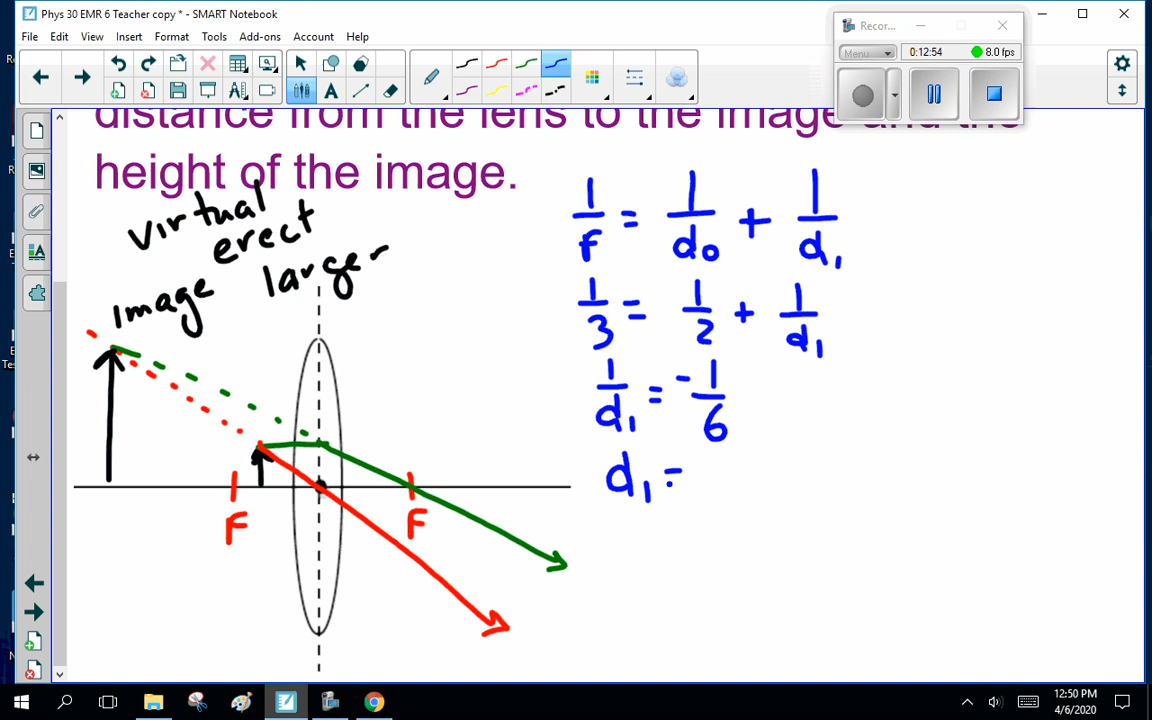 Phys 30 EMR 6 Teacher copy * - SMART Notebook
File Edit View Insert Format Tools Add-ons Account Help
Recor...
Menu
0:12:54
8.0 fps
distance from the lens to the image and the
height of the image.
virtual
erect
larger
Image
F
F
1/F = 1/do + 1/d1
1/3 = 1/2 + 1/d1
1/d1 = -1/6
d1 =
12:50 PM
4/6/2020